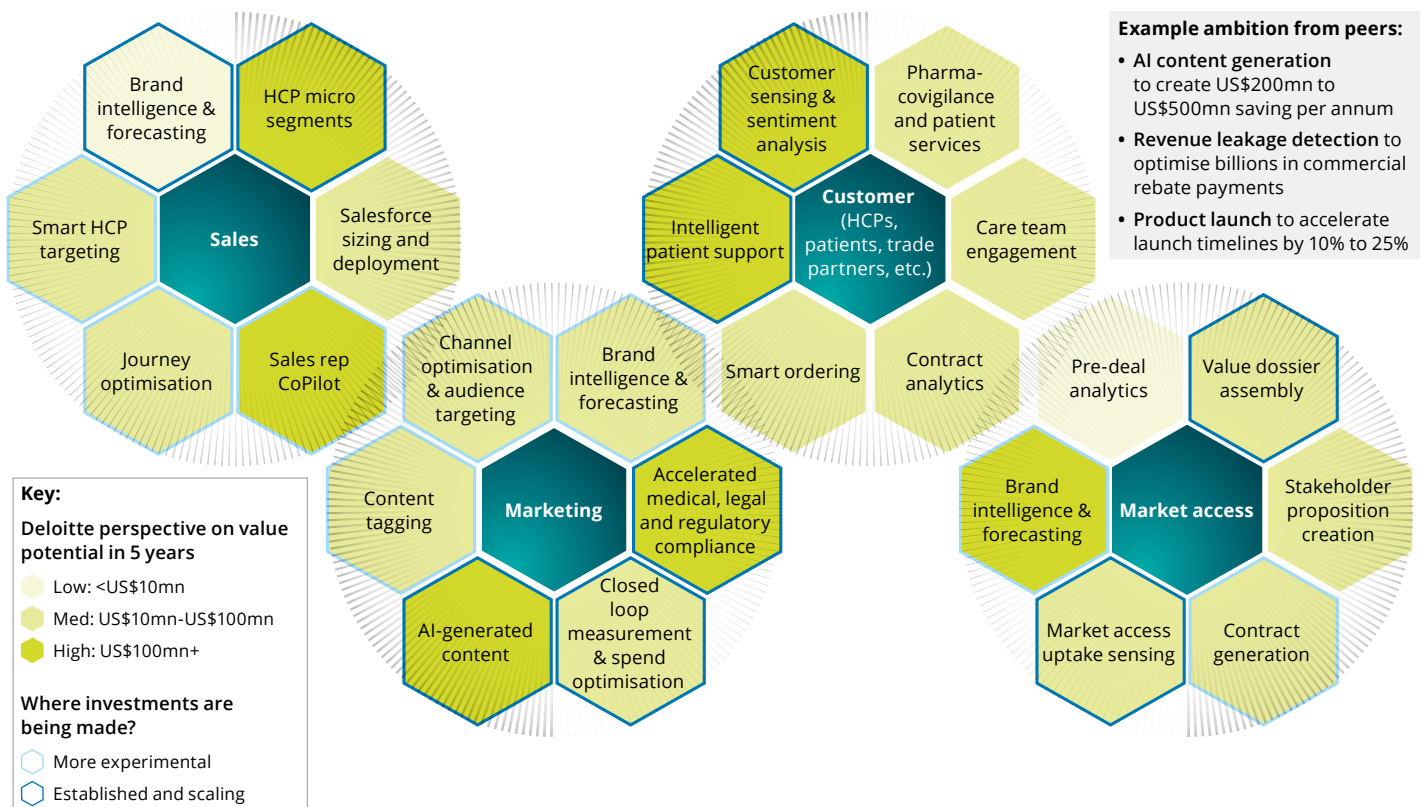 Brand
intelligence &
forecasting
HCP micro
segments
Smart HCP
targeting
Sales
Salesforce
sizing and
deployment
Journey
optimisation
Sales rep
CoPilot
Customer
sensing &
sentiment
analysis
Pharma-
covigilance
and patient
services
Intelligent
patient support
Customer
(HCPs,
patients, trade
partners, etc.)
Care team
engagement
Smart ordering
Contract
analytics
Example ambition from peers:
• AI content generation
to create US$200mn to
US$500mn saving per annum
• Revenue leakage detection to
optimise billions in commercial
rebate payments
• Product launch to accelerate
launch timelines by 10% to 25%
Channel
optimisation
& audience
targeting
Brand
intelligence &
forecasting
Content
tagging
Marketing
Accelerated
medical, legal
and regulatory
compliance
AI-generated
content
Closed
loop
measurement
& spend
optimisation
Pre-deal
analytics
Value dossier
assembly
Brand
intelligence &
forecasting
Market access
Stakeholder
proposition
creation
Market access
uptake sensing
Contract
generation
Key:
Deloitte perspective on value
potential in 5 years
Low: <US$10mn
Med: US$10mn-US$100mn
High: US$100mn+
Where investments are
being made?
More experimental
Established and scaling